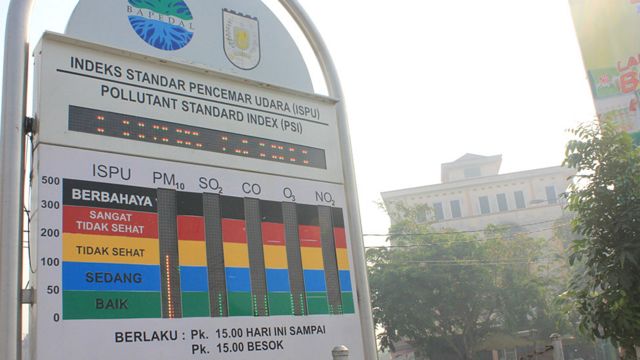 BAPEDAL
INDEKS STANDAR PENCEMAR UDARA (ISPU)
POLLUTANT STANDARD INDEX (PSI)
ISPU PM10 SO2 CO O3 NO2
500
BERBAHAYA
300
SANGAT
TIDAK SEHAT
200
TIDAK SEHAT
100
SEDANG
50
BAIK
0
BERLAKU : Pk. 15.00 HARI INI SAMPAI
Pk. 15.00 BESOK